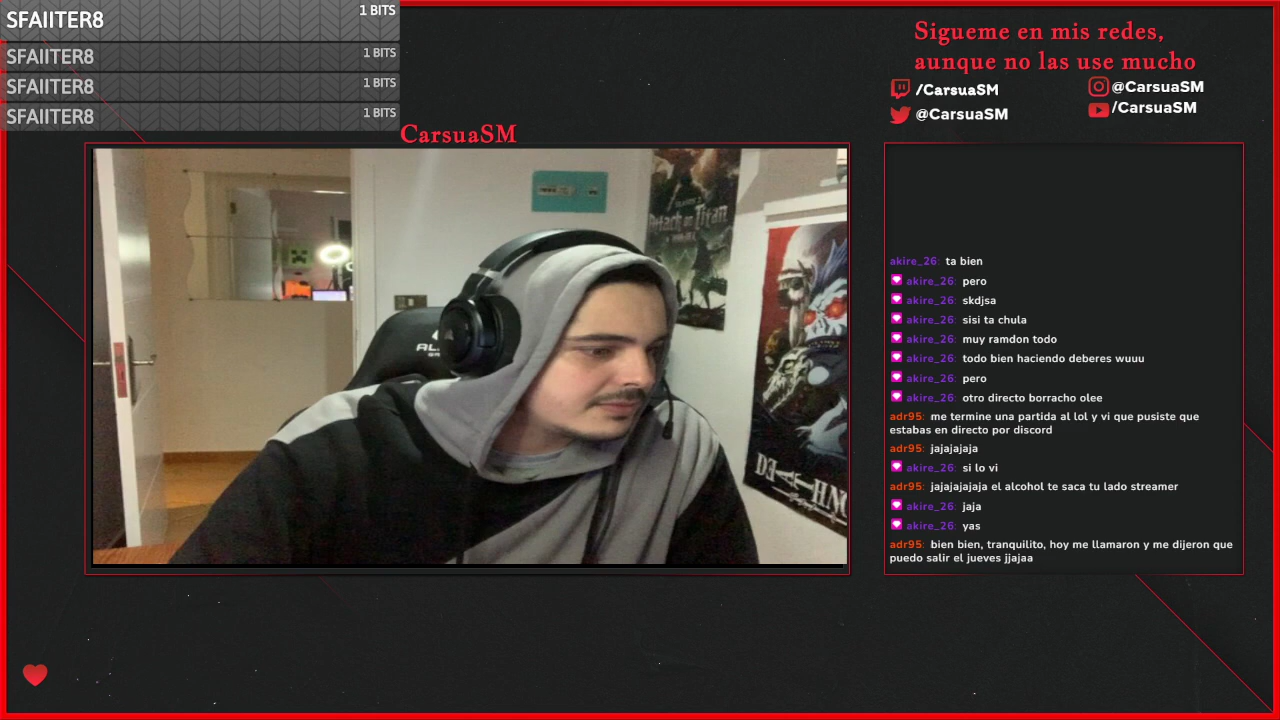 SFAIITER8 1 BITS
SFAIITER8 1 BITS
SFAIITER8 1 BITS
SFAIITER8 1 BITS
Sigueme en mis redes,
aunque no las use mucho
/CarsuaSM @CarsuaSM
@CarsuaSM /CarsuaSM
CarsuaSM
Attack on Titan
akire_26: ta bien
akire_26: pero
akire_26: skdjsa
akire_26: sisi ta chula
akire_26: muy ramdon todo
akire_26: todo bien haciendo deberes wuuu
akire_26: pero
akire_26: otro directo borracho olee
adr95: me termine una partida al lol y vi que pusiste que
estabas en directo por discord
adr95: jajajajaja
akire_26: si lo vi
adr95: jajajajajaja el alcohol te saca tu lado streamer
akire_26: jaja
akire_26: yas
adr95: bien bien, tranquilito, hoy me llamaron y me dijeron que
puedo salir el jueves jjajaa